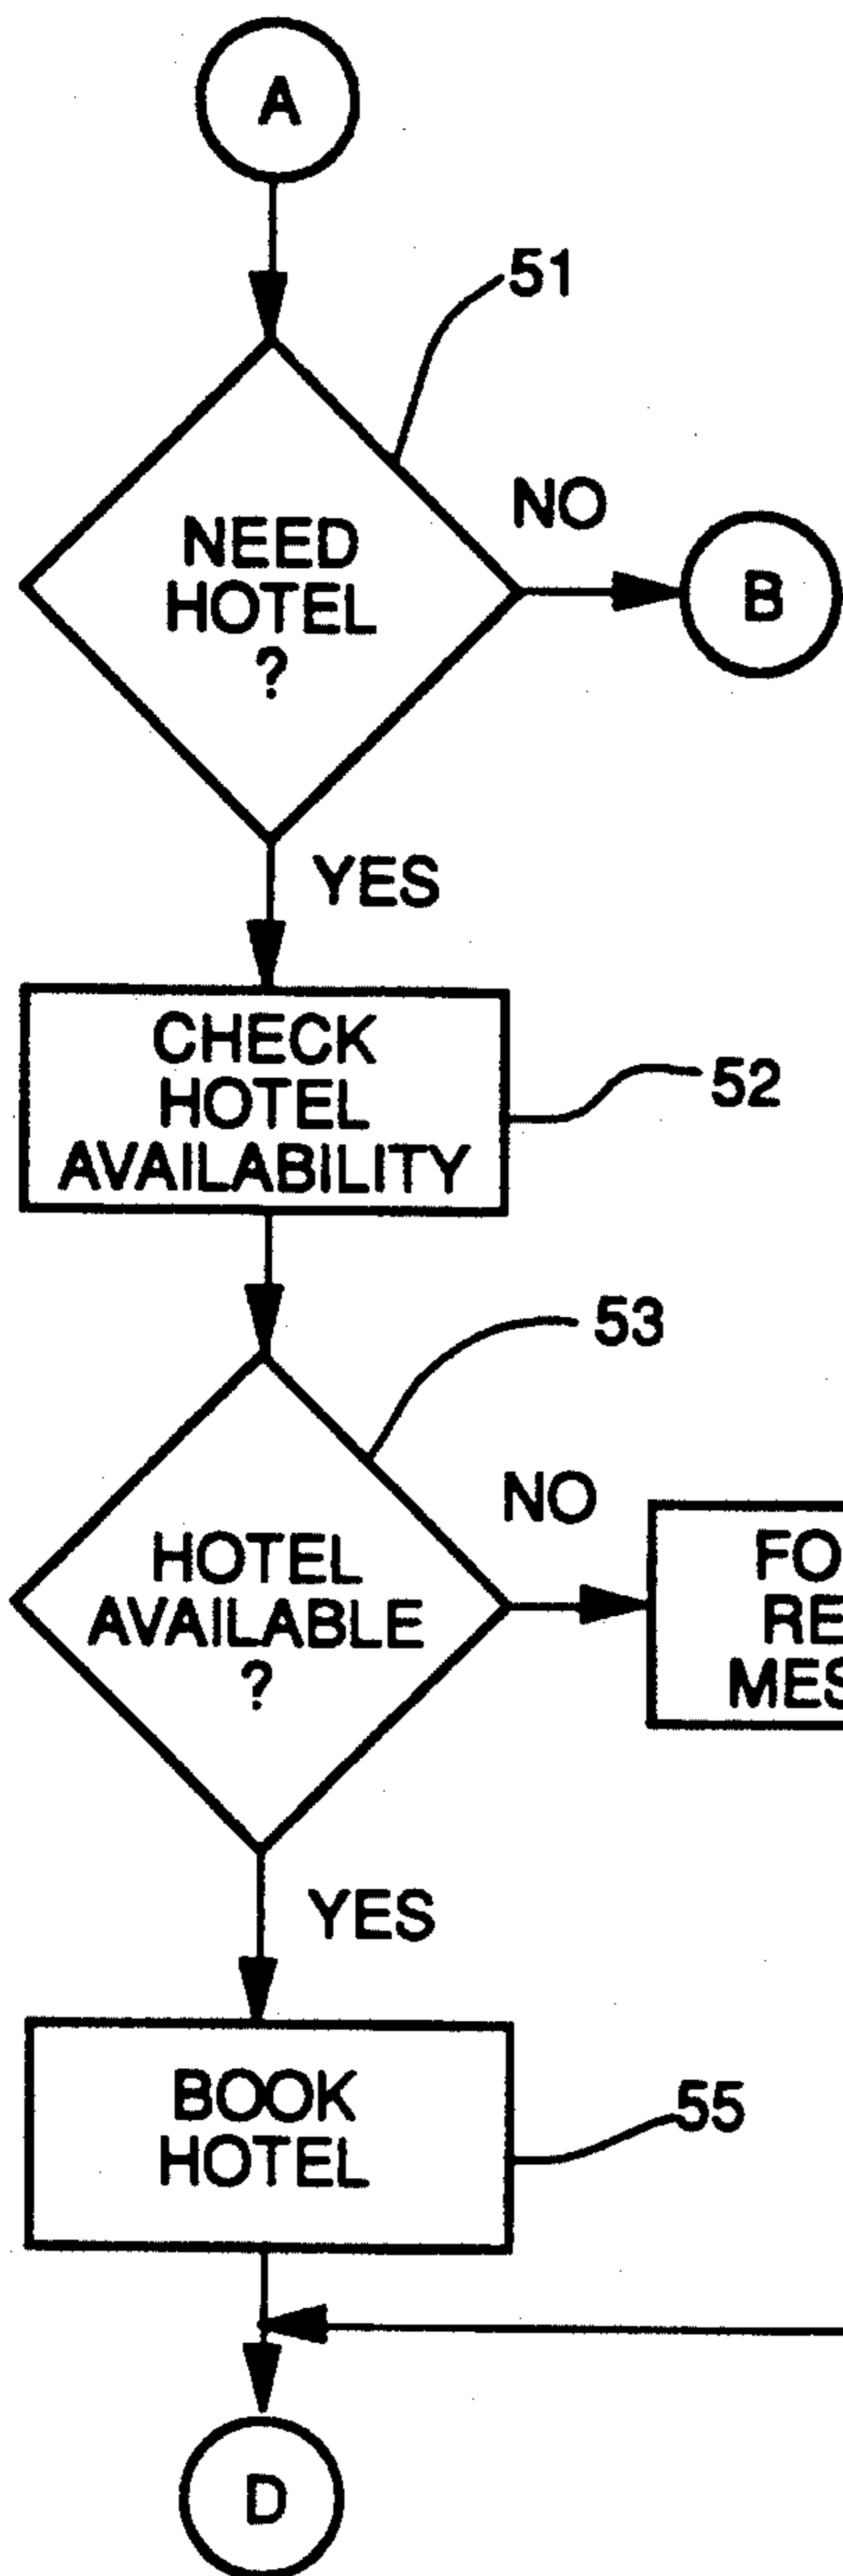 A
51
NEED
HOTEL
?
NO
B
YES
CHECK
HOTEL
AVAILABILITY
52
53
HOTEL
AVAILABLE
?
NO
YES
BOOK
HOTEL
55
D